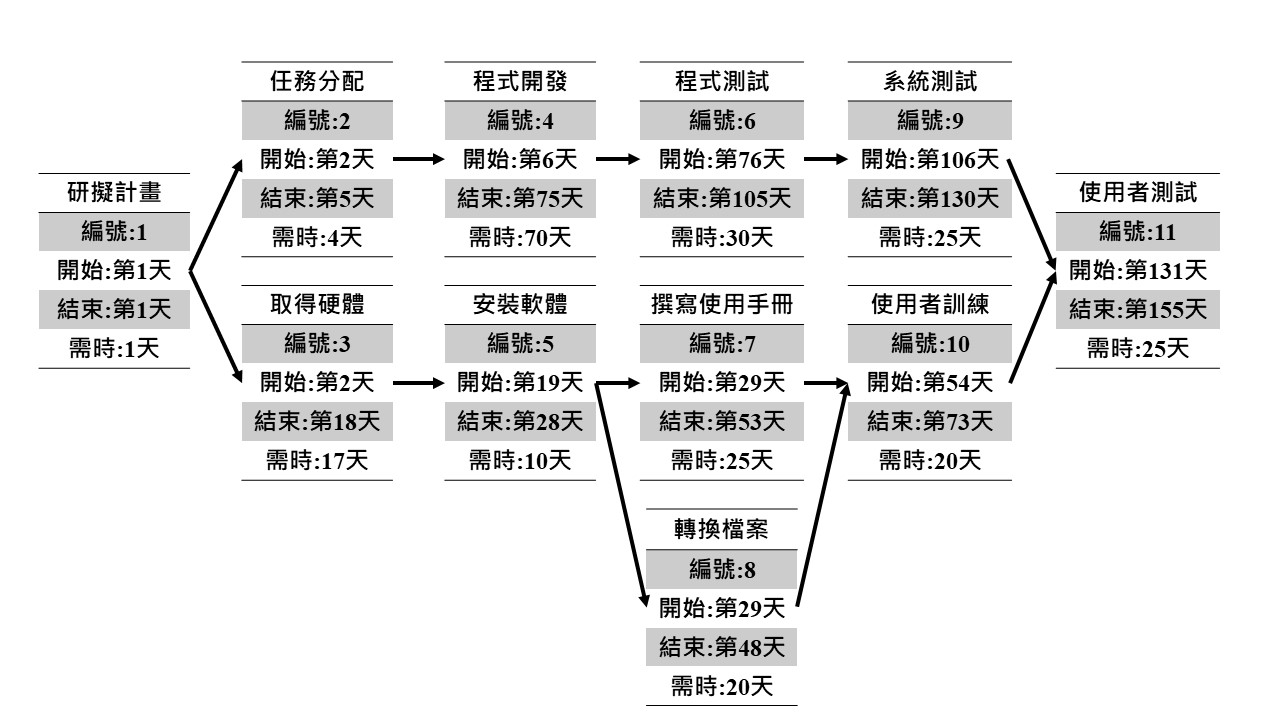 研擬計畫
編號:1
開始:第1天
結束:第1天
需時:1天
任務分配
編號:2
開始:第2天
結束:第5天
需時:4天
程式開發
編號:4
開始:第6天
結束:第75天
需時:70天
程式測試
編號:6
開始:第76天
結束:第105天
需時:30天
系統測試
編號:9
開始:第106天
結束:第130天
需時:25天
取得硬體
編號:3
開始:第2天
結束:第18天
需時:17天
安裝軟體
編號:5
開始:第19天
結束:第28天
需時:10天
撰寫使用手冊
編號:7
開始:第29天
結束:第53天
需時:25天
使用者訓練
編號:10
開始:第54天
結束:第73天
需時:20天
轉換檔案
編號:8
開始:第29天
結束:第48天
需時:20天
使用者測試
編號:11
開始:第131天
結束:第155天
需時:25天